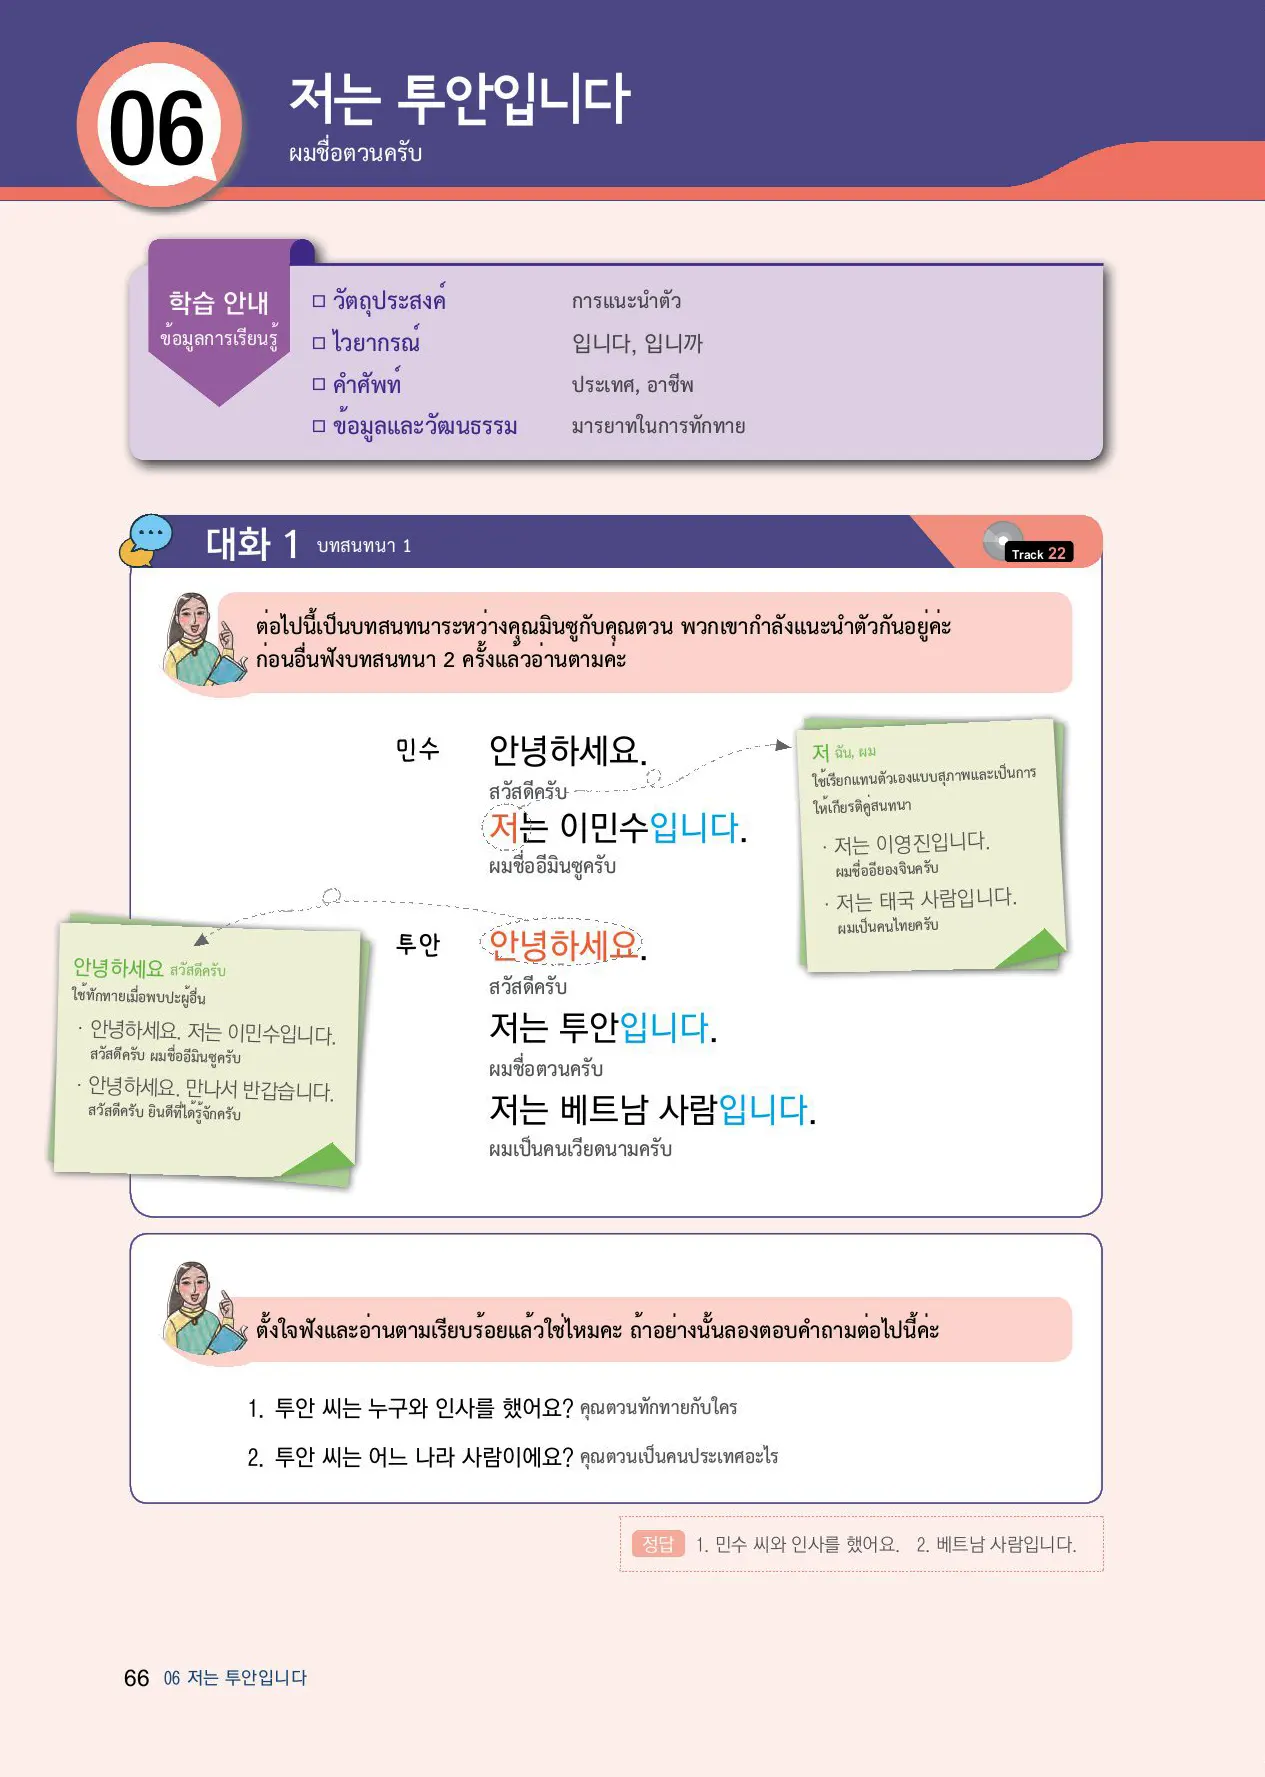 06
저는 투안입니다
ผมชื่อตวนครับ
학습 안내
ข้อมูลการเรียนรู้
□ วัตถุประสงค์ การแนะนำตัว
□ ไวยากรณ์ 입니다, 입니까
□ คำศัพท์ ประเทศ, อาชีพ
□ ข้อมูลและวัฒนธรรม มารยาทในการทักทาย
대화 1 บทสนทนา 1
Track 22
ต่อไปนี้เป็นบทสนทนาระหว่างคุณมินซูกับคุณตวน พวกเขากำลังแนะนำตัวกันอยู่ค่ะ
ก่อนอื่นฟังบทสนทนา 2 ครั้งแล้วอ่านตามค่ะ
민수 안녕하세요.
สวัสดีครับ
저는 이민수입니다.
ผมชื่ออีมินซูครับ
저 ฉัน, ผม
ใช้เรียกแทนตัวเองแบบสุภาพและเป็นการ
ให้เกียรติคู่สนทนา
· 저는 이영진입니다.
ผมชื่ออียองจินครับ
· 저는 태국 사람입니다.
ผมเป็นคนไทยครับ
투안 안녕하세요.
สวัสดีครับ
저는 투안입니다.
ผมชื่อตวนครับ
저는 베트남 사람입니다.
ผมเป็นคนเวียดนามครับ
안녕하세요 สวัสดีครับ
ใช้ทักทายเมื่อพบปะผู้อื่น
· 안녕하세요. 저는 이민수입니다.
สวัสดีครับ ผมชื่ออีมินซูครับ
· 안녕하세요. 만나서 반갑습니다.
สวัสดีครับ ยินดีที่ได้รู้จักครับ
ตั้งใจฟังและอ่านตามเรียบร้อยแล้วใช่ไหมคะ ถ้าอย่างนั้นลองตอบคำถามต่อไปนี้ค่ะ
1. 투안 씨는 누구와 인사를 했어요? คุณตวนทักทายกับใคร
2. 투안 씨는 어느 나라 사람이에요? คุณตวนเป็นคนประเทศอะไร
정답 1. 민수 씨와 인사를 했어요. 2. 베트남 사람입니다.
66 06 저는 투안입니다